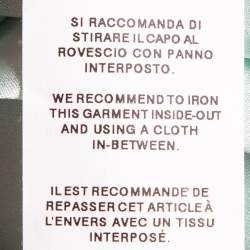 SI RACCOMANDA DI
STIRARE IL CAPO AL
ROVESCIO CON PANNO
INTERPOSTO.
WE RECOMMEND TO IRON
THIS GARMENT INSIDE-OUT
AND USING A CLOTH
IN-BETWEEN.
IL EST RECOMMANDE' DE
REPASSER CET ARTICLE À
L'ENVERS AVEC UN TISSU
INTERPOSÉ.